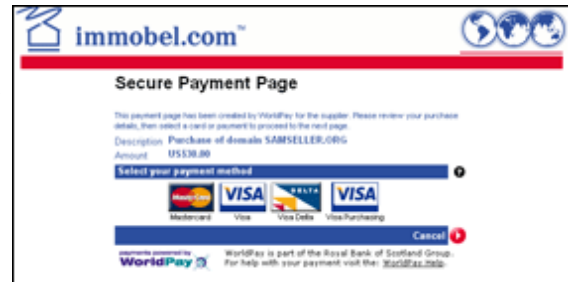 immobel.com™
Secure Payment Page
This payment page has been created by WorldPay for the supplier. Please review your purchase
details, then select a card or payment to proceed to the next page.
Description Purchase of domain SAMSELLER.ORG
Amount US$30.00
Select your payment method
?
MasterCard VISA DELTA VISA
Mastercard Visa Visa Delta Visa Purchasing
Cancel
payments powered by
WorldPay
WorldPay is part of the Royal Bank of Scotland Group.
For help with your payment visit the: WorldPay Help.